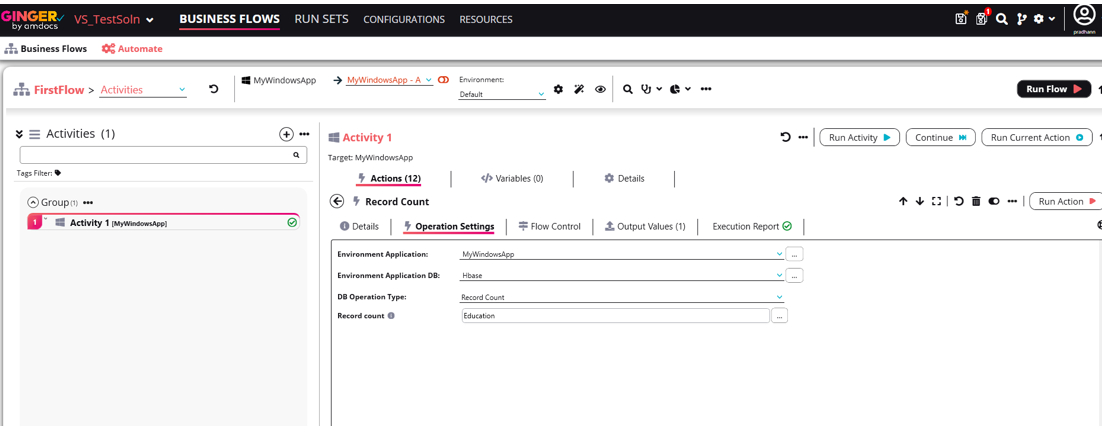 GINGER
by amdocs
VS_TestSoln
BUSINESS FLOWS
RUN SETS
CONFIGURATIONS
RESOURCES
1
pradhann
Business Flows
Automate
FirstFlow >
Activities
MyWindowsApp
MyWindowsApp - A
Environment:
Default
Run Flow
Activities (1)
Tags Filter:
Group(1)
1
Activity 1 [MyWindowsApp]
Activity 1
Run Activity
Continue
Run Current Action
Target: MyWindowsApp
Actions (12)
Variables (0)
Details
Record Count
Run Action
Details
Operation Settings
Flow Control
Output Values (1)
Execution Report
Environment Application:
MyWindowsApp
...
Environment Application DB:
Hbase
...
DB Operation Type:
Record Count
Record count
Education
...